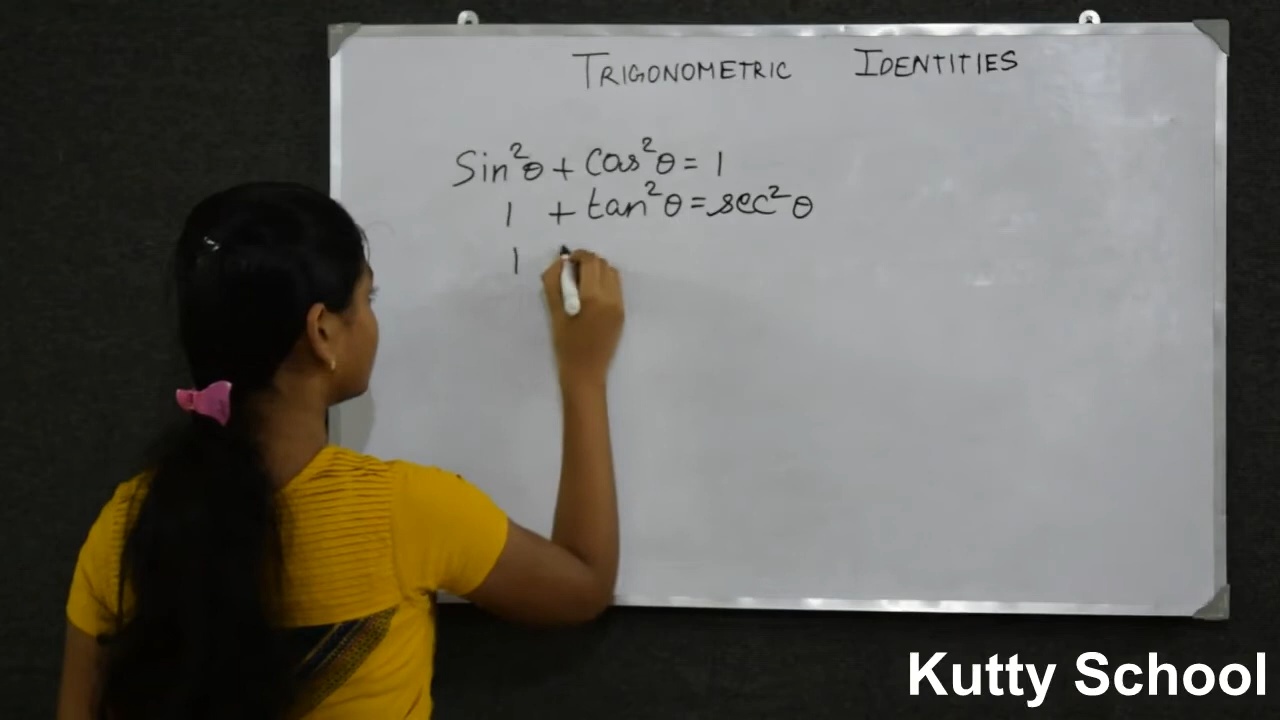 TRIGONOMETRIC IDENTITIES
Sin²θ + Cos²θ = 1
1 + tan²θ = sec²θ
1
Kutty School